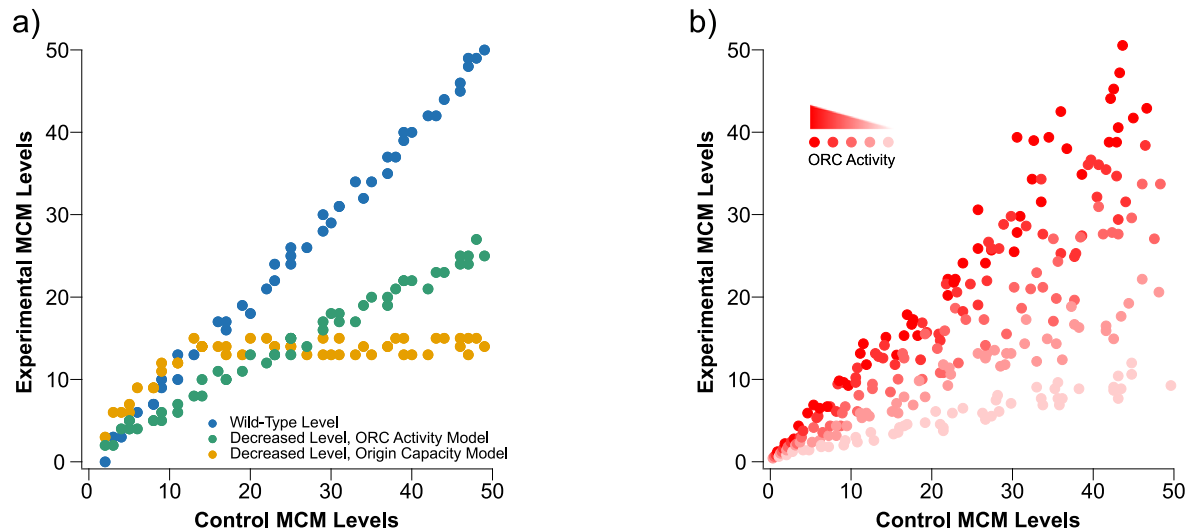 a)
50
40
30
20
10
0
Experimental MCM Levels
Wild-Type Level
Decreased Level, ORC Activity Model
Decreased Level, Origin Capacity Model
0 10 20 30 40 50
Control MCM Levels
b)
50
40
30
20
10
0
Experimental MCM Levels
ORC Activity
0 10 20 30 40 50
Control MCM Levels